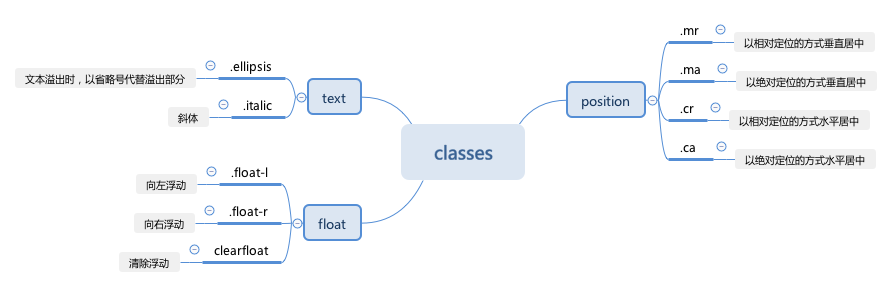 classes
text
.ellipsis
文本溢出时，以省略号代替溢出部分
.italic
斜体
float
.float-l
向左浮动
.float-r
向右浮动
clearfloat
清除浮动
position
.mr
以相对定位的方式垂直居中
.ma
以绝对定位的方式垂直居中
.cr
以相对定位的方式水平居中
.ca
以绝对定位的方式水平居中